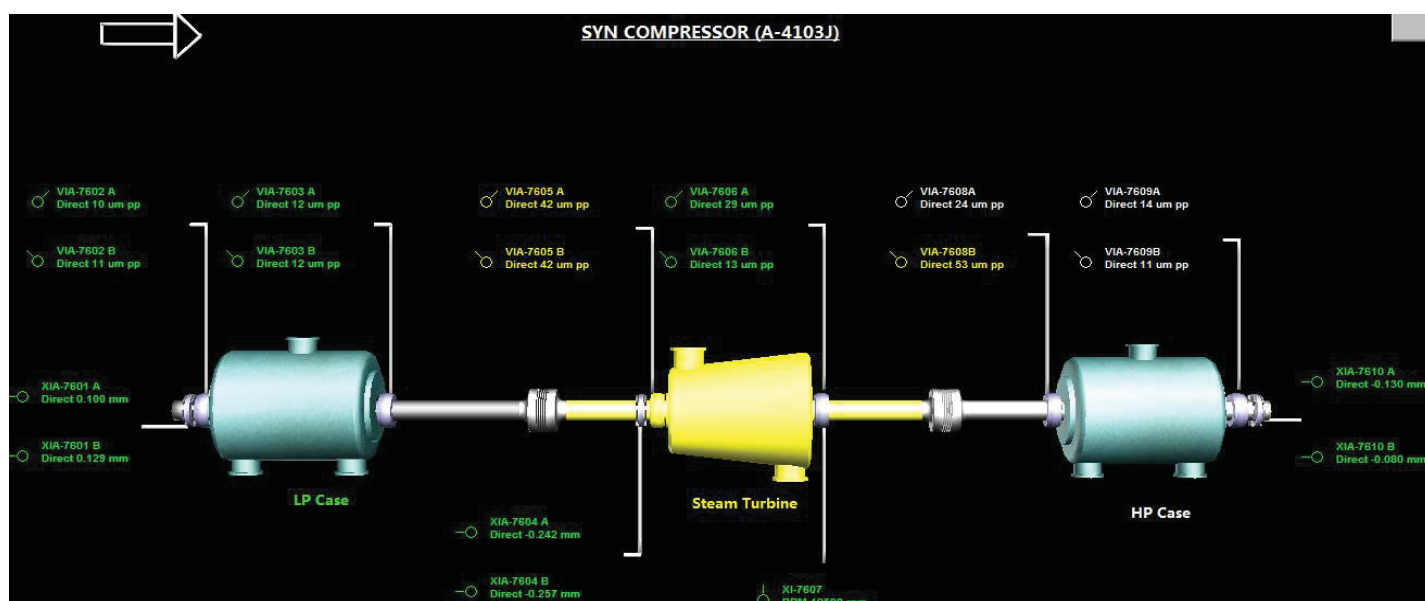 SYN COMPRESSOR (A-4103J)
VIA-7602 A
Direct 10 um pp
VIA-7603 A
Direct 12 um pp
VIA-7605 A
Direct 42 um pp
VIA-7606 A
Direct 29 um pp
VIA-7608A
Direct 24 um pp
VIA-7609A
Direct 14 um pp
VIA-7602 B
Direct 11 um pp
VIA-7603 B
Direct 12 um pp
VIA-7605 B
Direct 42 um pp
VIA-7606 B
Direct 13 um pp
VIA-7608B
Direct 53 um pp
VIA-7609B
Direct 11 um pp
XIA-7601 A
Direct 0.100 mm
XIA-7610 A
Direct -0.130 mm
XIA-7601 B
Direct 0.129 mm
XIA-7610 B
Direct -0.080 mm
LP Case
Steam Turbine
HP Case
XIA-7604 A
Direct -0.242 mm
XIA-7604 B
Direct -0.257 mm
XI-7607